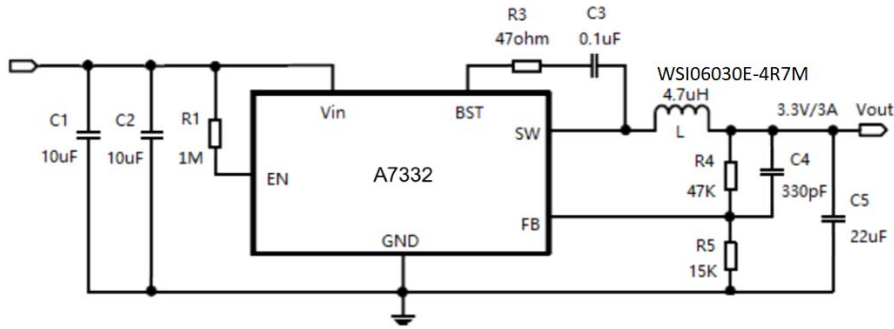 R3
47ohm
C3
0.1uF
WSI06030E-4R7M
4.7uH
L
3.3V/3A
Vout
C1
10uF
C2
10uF
R1
1M
Vin
BST
SW
EN
A7332
FB
GND
R4
47K
C4
330pF
R5
15K
C5
22uF